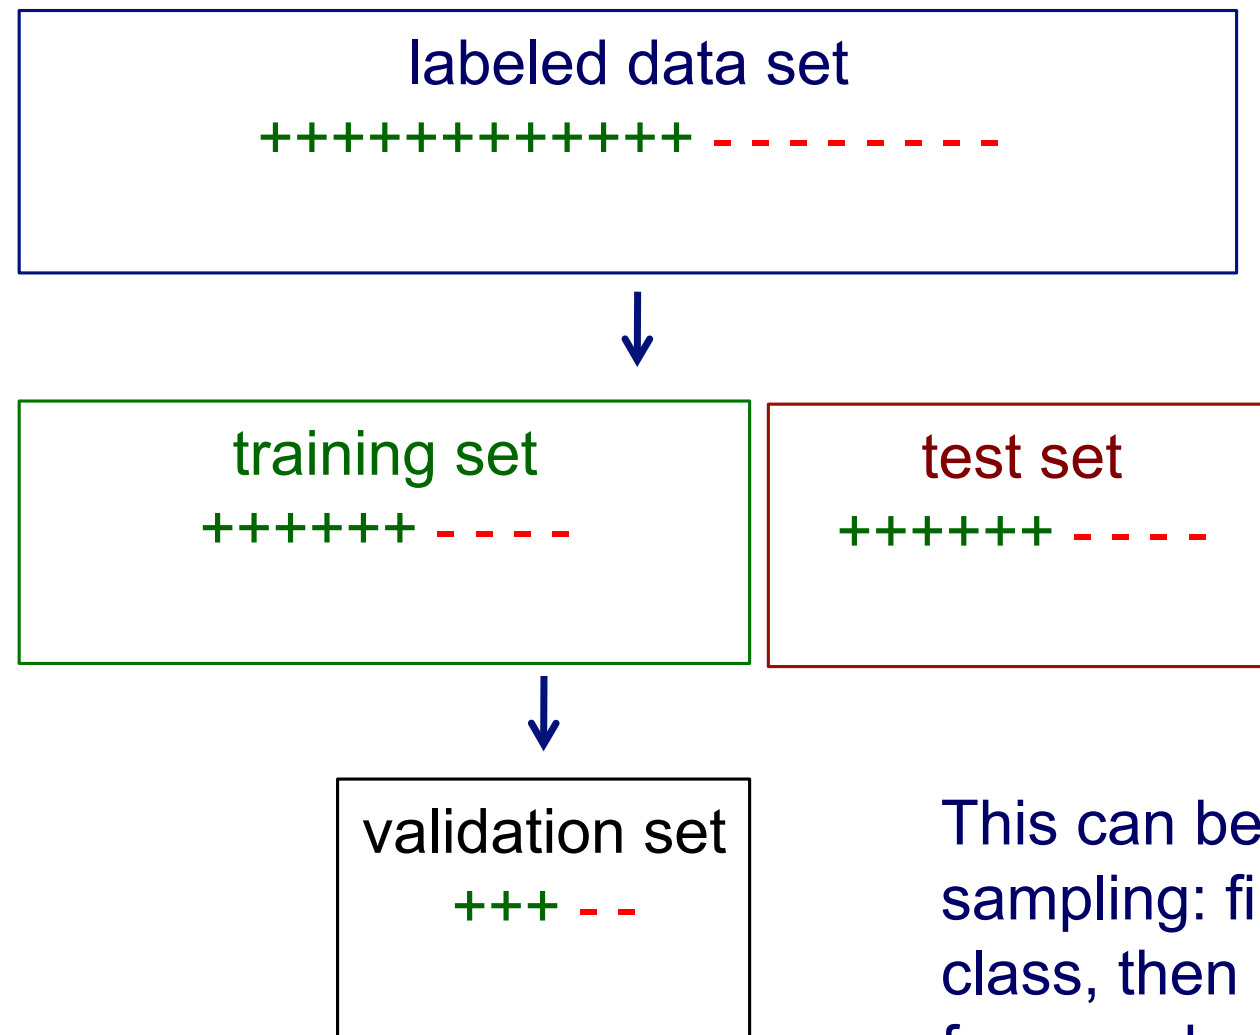 labeled data set
++++++++++++ - - - - - - - -
training set
++++++ - - - -
test set
++++++ - - - -
validation set
+++ - -
This can be
sampling:
class, then